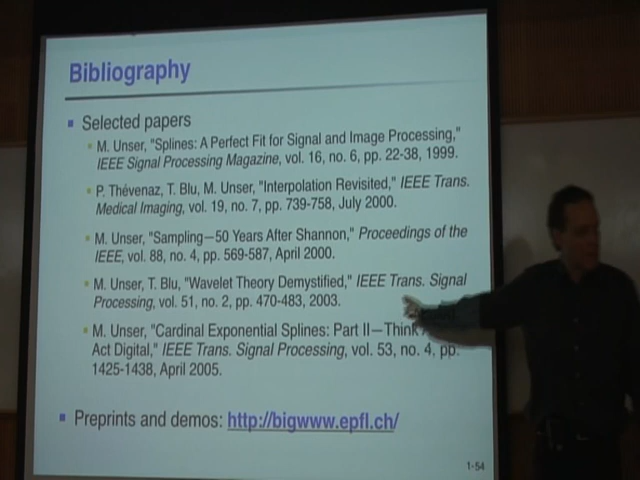 Bibliography
Selected papers
M. Unser, "Splines: A Perfect Fit for Signal and Image Processing,"
IEEE Signal Processing Magazine, vol. 16, no. 6, pp. 22-38, 1999.
P. Thévenaz, T. Blu, M. Unser, "Interpolation Revisited," IEEE Trans.
Medical Imaging, vol. 19, no. 7, pp. 739-758, July 2000.
M. Unser, "Sampling—50 Years After Shannon," Proceedings of the
IEEE, vol. 88, no. 4, pp. 569-587, April 2000.
M. Unser, T. Blu, "Wavelet Theory Demystified," IEEE Trans. Signal
Processing, vol. 51, no. 2, pp. 470-483, 2003.
M. Unser, "Cardinal Exponential Splines: Part II—Think
Act Digital," IEEE Trans. Signal Processing, vol. 53, no. 4, pp.
1425-1438, April 2005.
Preprints and demos: http://bigwww.epfl.ch/
1-54